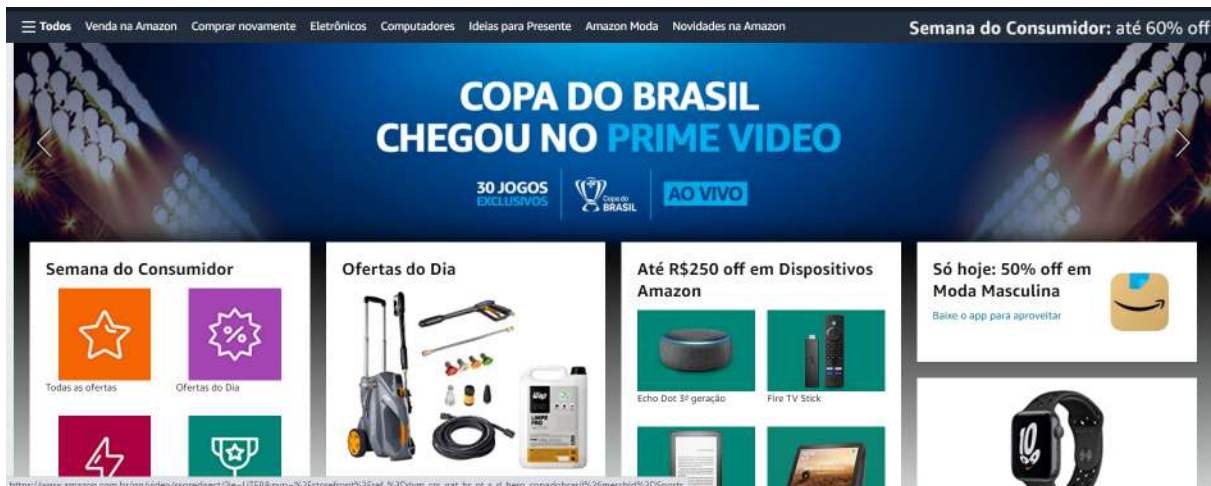 Todos Venda na Amazon Comprar novamente Eletrônicos Computadores Ideias para Presente Amazon Moda Novidades na Amazon Semana do Consumidor: até 60% off
COPA DO BRASIL
CHEGOU NO PRIME VIDEO
30 JOGOS
EXCLUSIVOS
Copa do
BRASIL
AO VIVO
Semana do Consumidor
Todas as ofertas
Ofertas do Dia
Ofertas do Dia
Wap
LIMPE
PRO
Até R$250 off em Dispositivos
Amazon
Echo Dot 3ª geração
Fire TV Stick
Só hoje: 50% off em
Moda Masculina
Baixe o app para aproveitar